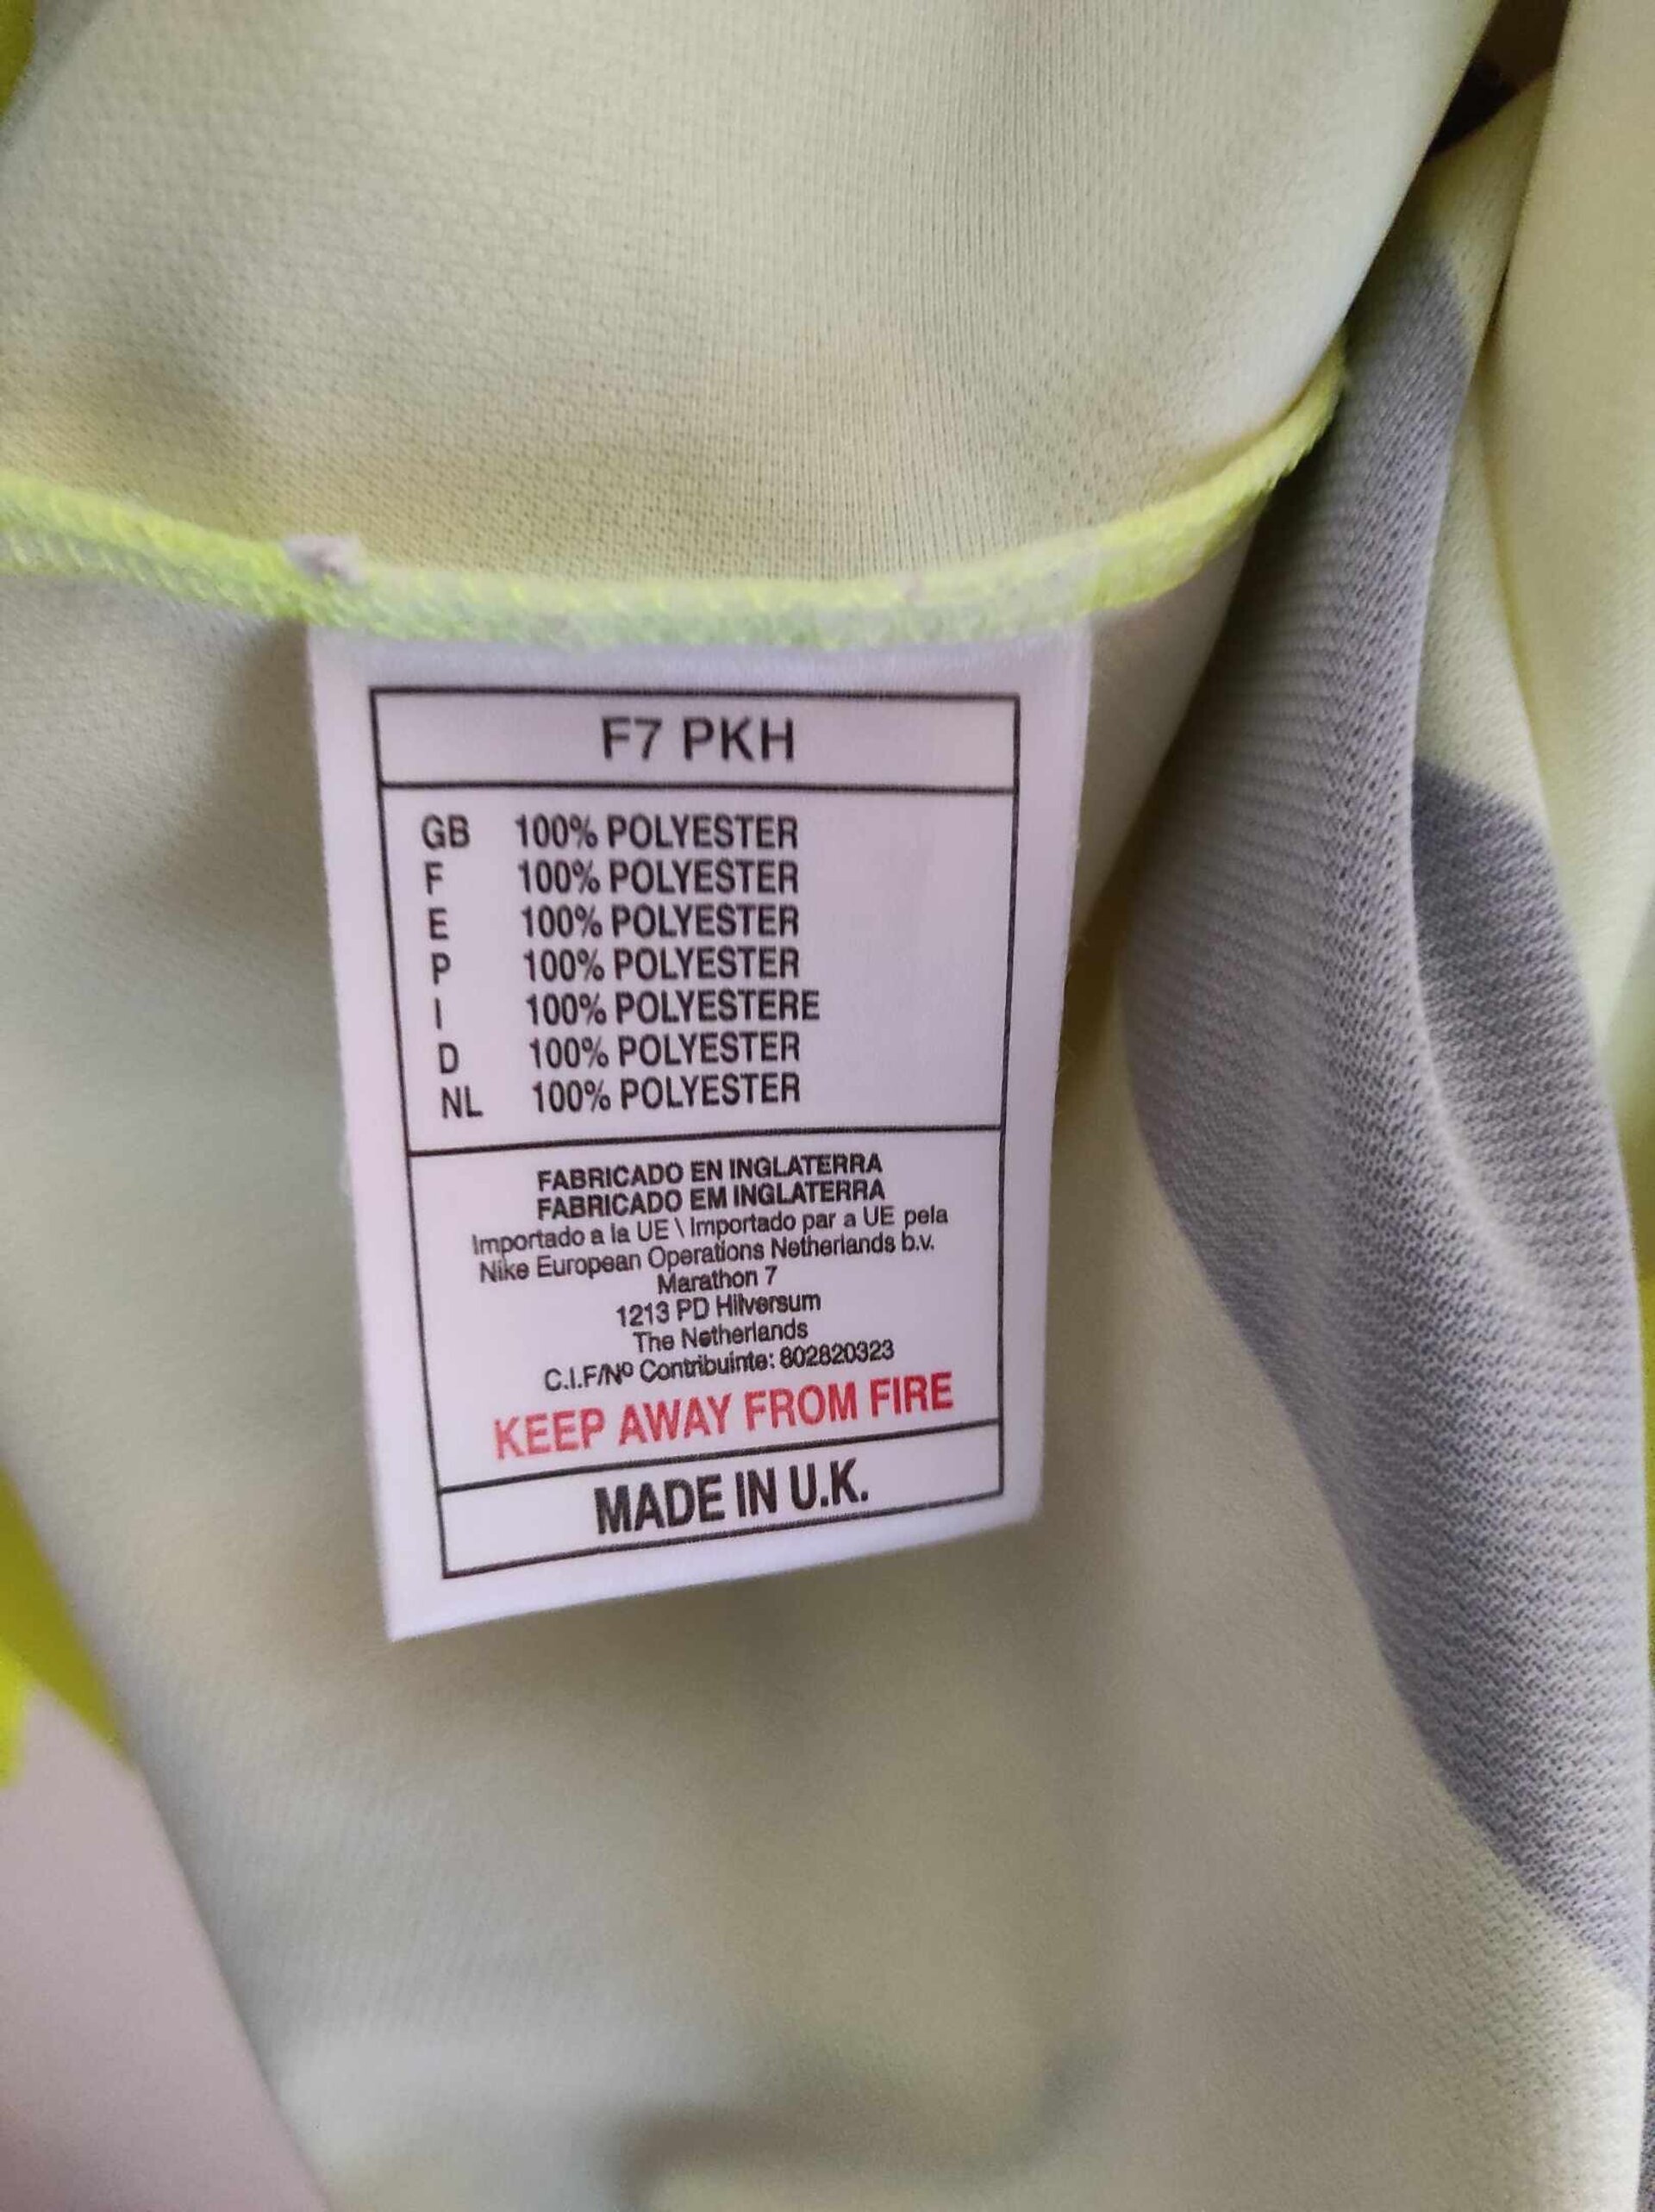 F7 PKH
GB 100% POLYESTER
F 100% POLYESTER
E 100% POLYESTER
P 100% POLYESTER
I 100% POLYESTERE
D 100% POLYESTER
NL 100% POLYESTER
FABRICADO EN INGLATERRA
FABRICADO EM INGLATERRA
Importado a la UE \ Importado par a UE pela
Nike European Operations Netherlands b.v.
Marathon 7
1213 PD Hilversum
The Netherlands
C.I.F/Nº Contribuinte: 802820323
KEEP AWAY FROM FIRE
MADE IN U.K.